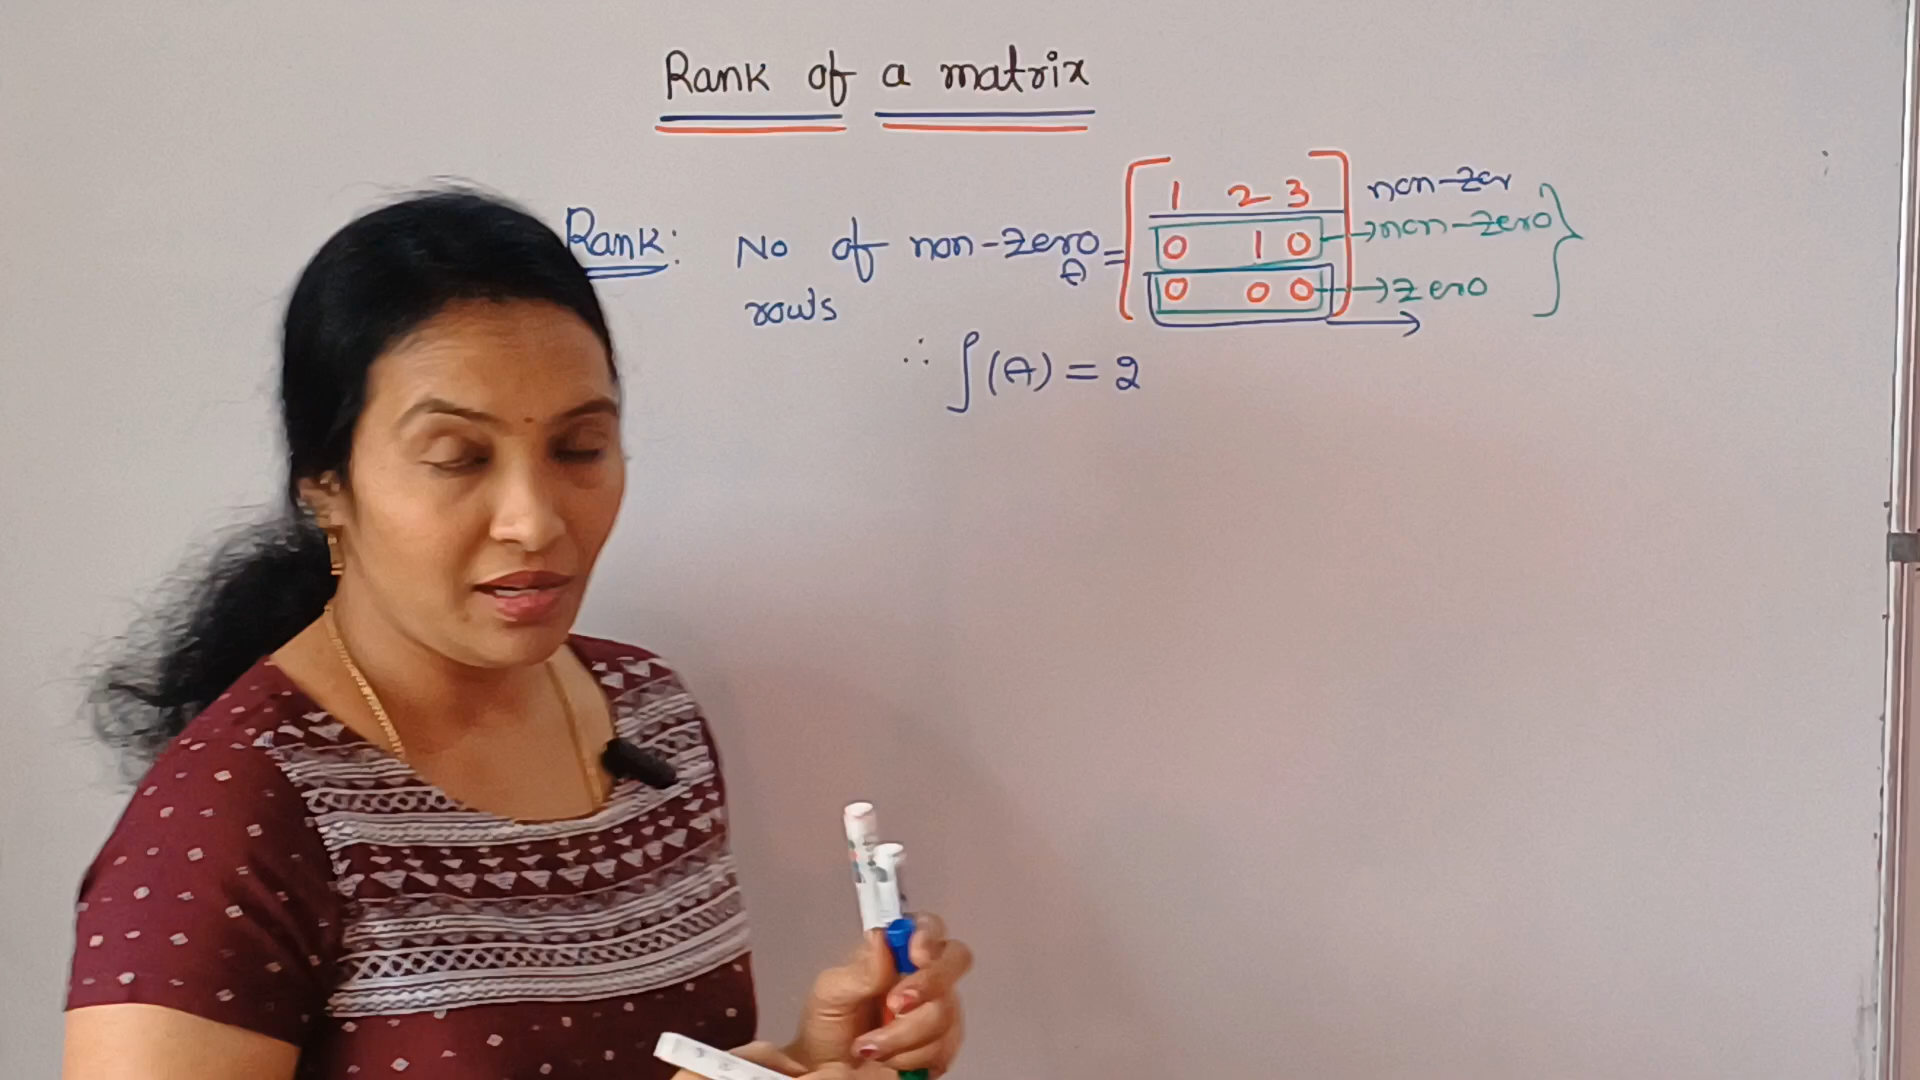 Rank of a matrix
Rank: No of non-zero rows
A = [ 1 2 3 non-zer
0 1 0 → non-zero
0 0 0 ] → zero
∴ ∫(A) = 2